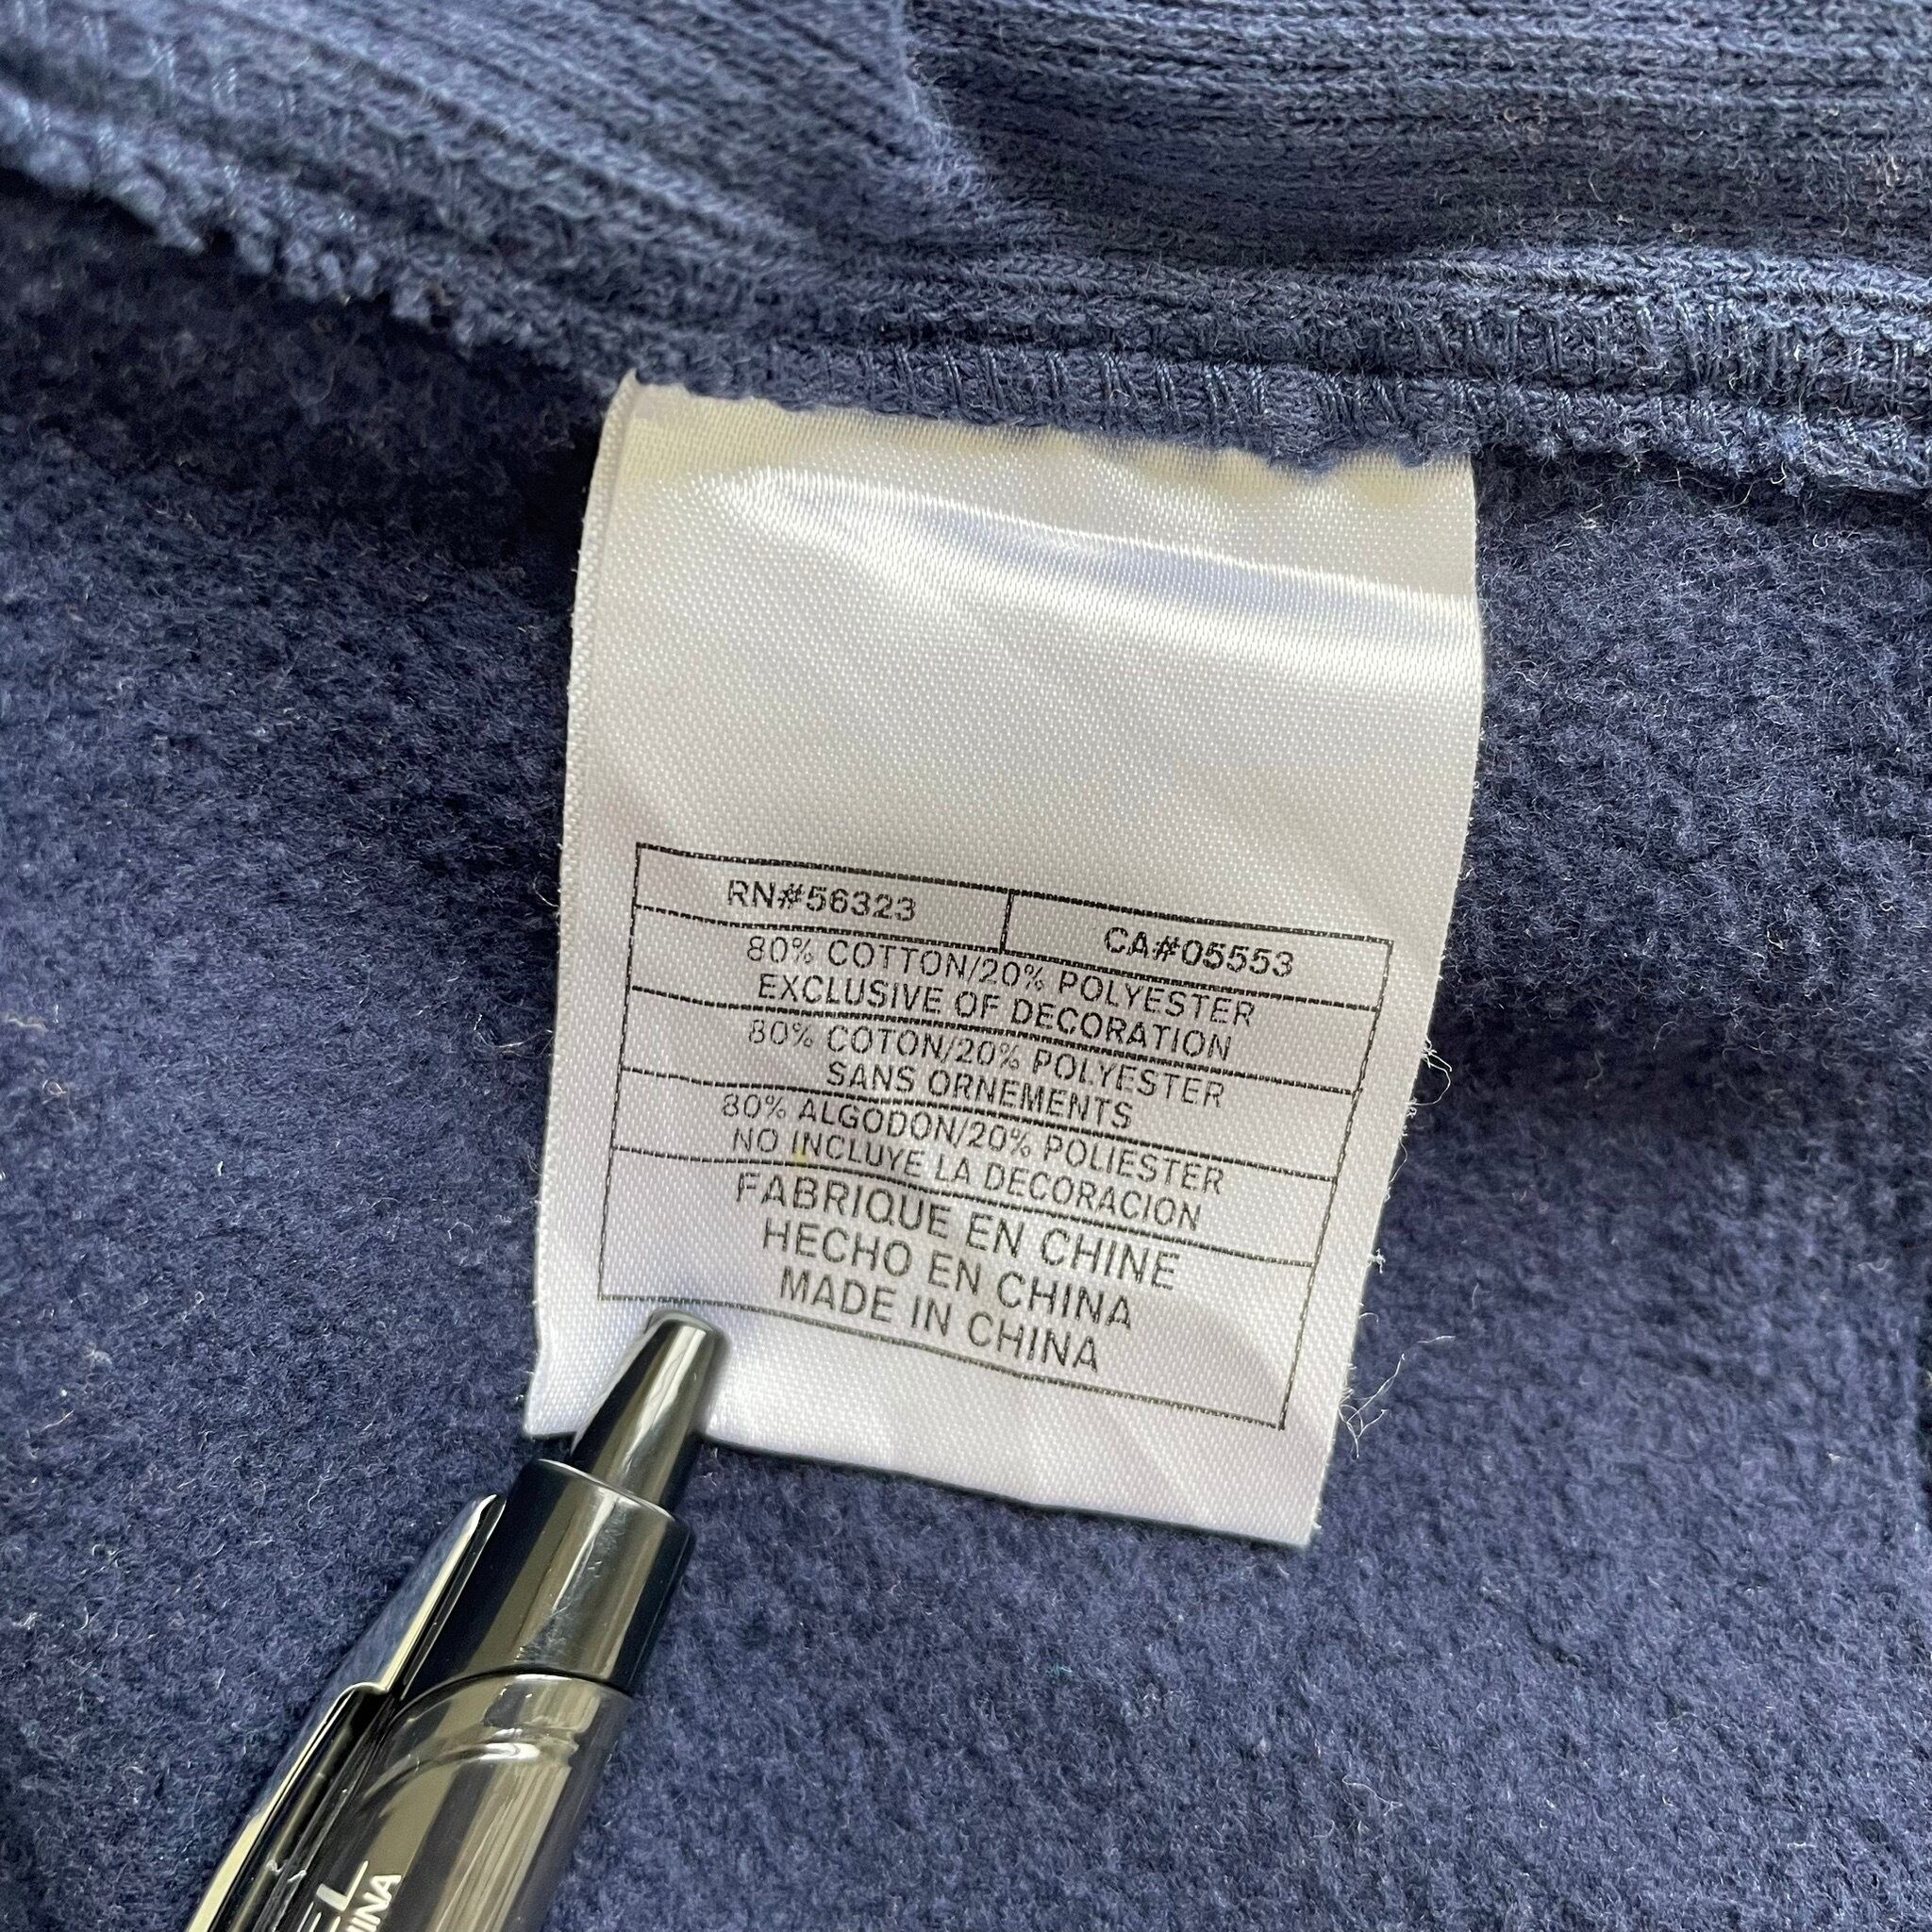 RN#56323
CA#05553
80% COTTON/20% POLYESTER
EXCLUSIVE OF DECORATION
80% COTON/20% POLYESTER
SANS ORNEMENTS
80% ALGODON/20% POLIESTER
NO INCLUYE LA DECORACION
FABRIQUE EN CHINE
HECHO EN CHINA
MADE IN CHINA